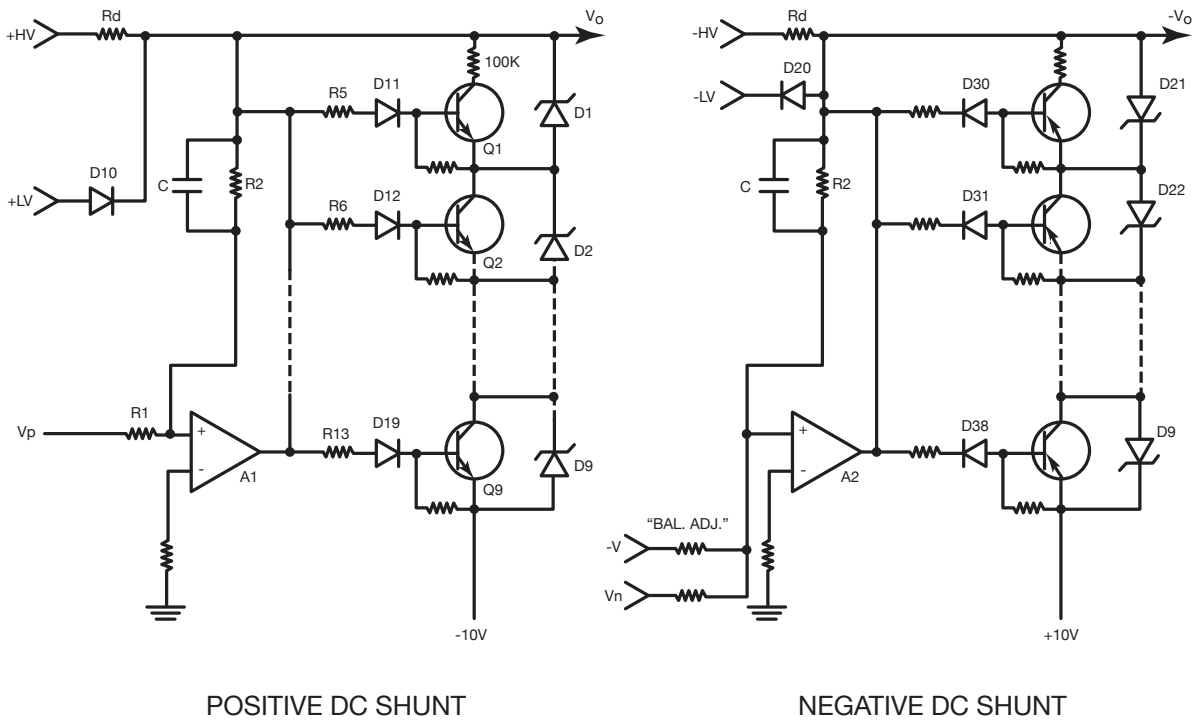 Rd
+HV
Vo
100K
D11
R5
Q1
D1
D10
+LV
C
R2
D12
R6
Q2
D2
R1
Vp
+
-
A1
D19
R13
Q9
D9
-10V
POSITIVE DC SHUNT
Rd
-HV
-Vo
D20
-LV
D30
D21
C
R2
D31
D22
+
-
A2
D38
D9
"BAL. ADJ."
-V
Vn
+10V
NEGATIVE DC SHUNT